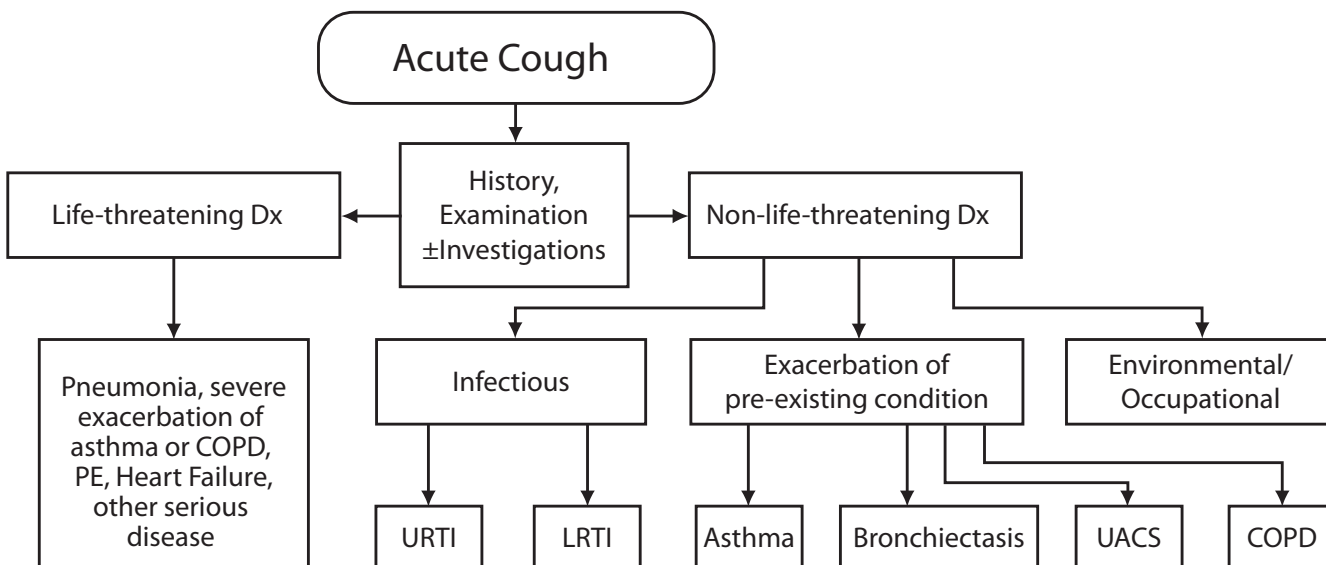 Acute Cough
History,
Examination
±Investigations
Life-threatening Dx
Non-life-threatening Dx
Pneumonia, severe
exacerbation of
asthma or COPD,
PE, Heart Failure,
other serious
disease
Infectious
Exacerbation of
pre-existing condition
Environmental/
Occupational
URTI
LRTI
Asthma
Bronchiectasis
UACS
COPD